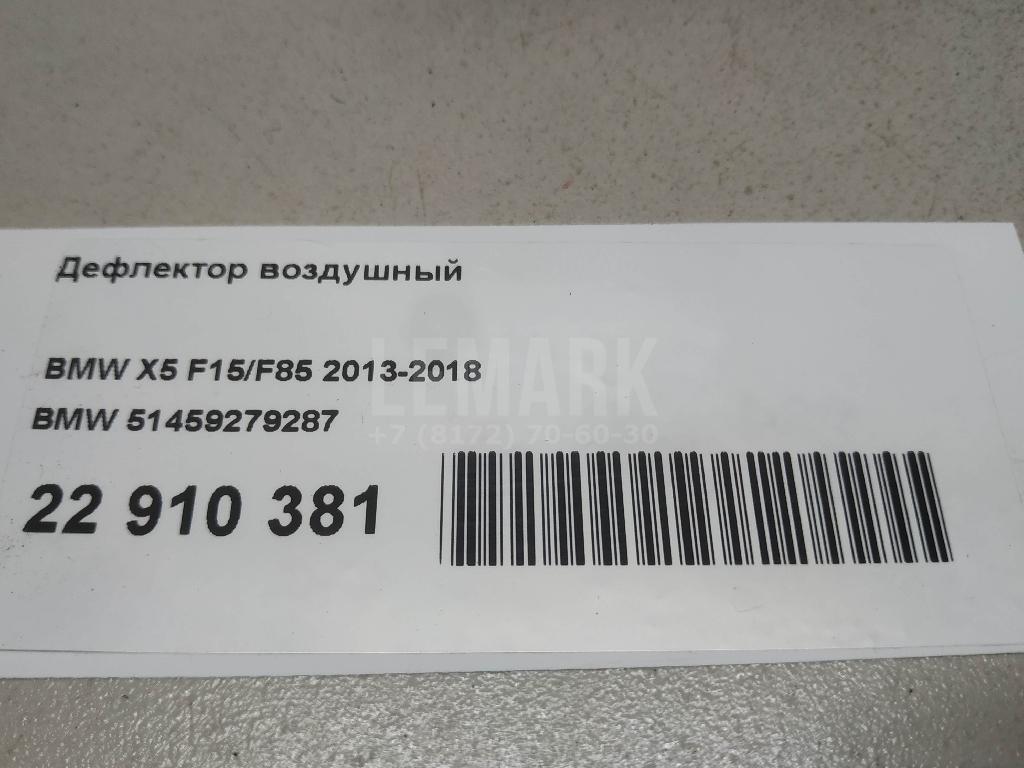 Дефлектор воздушный
LEMARK
BMW X5 F15/F85 2013-2018
BMW 51459279287
+7 (8172) 70-60-30
22 910 381